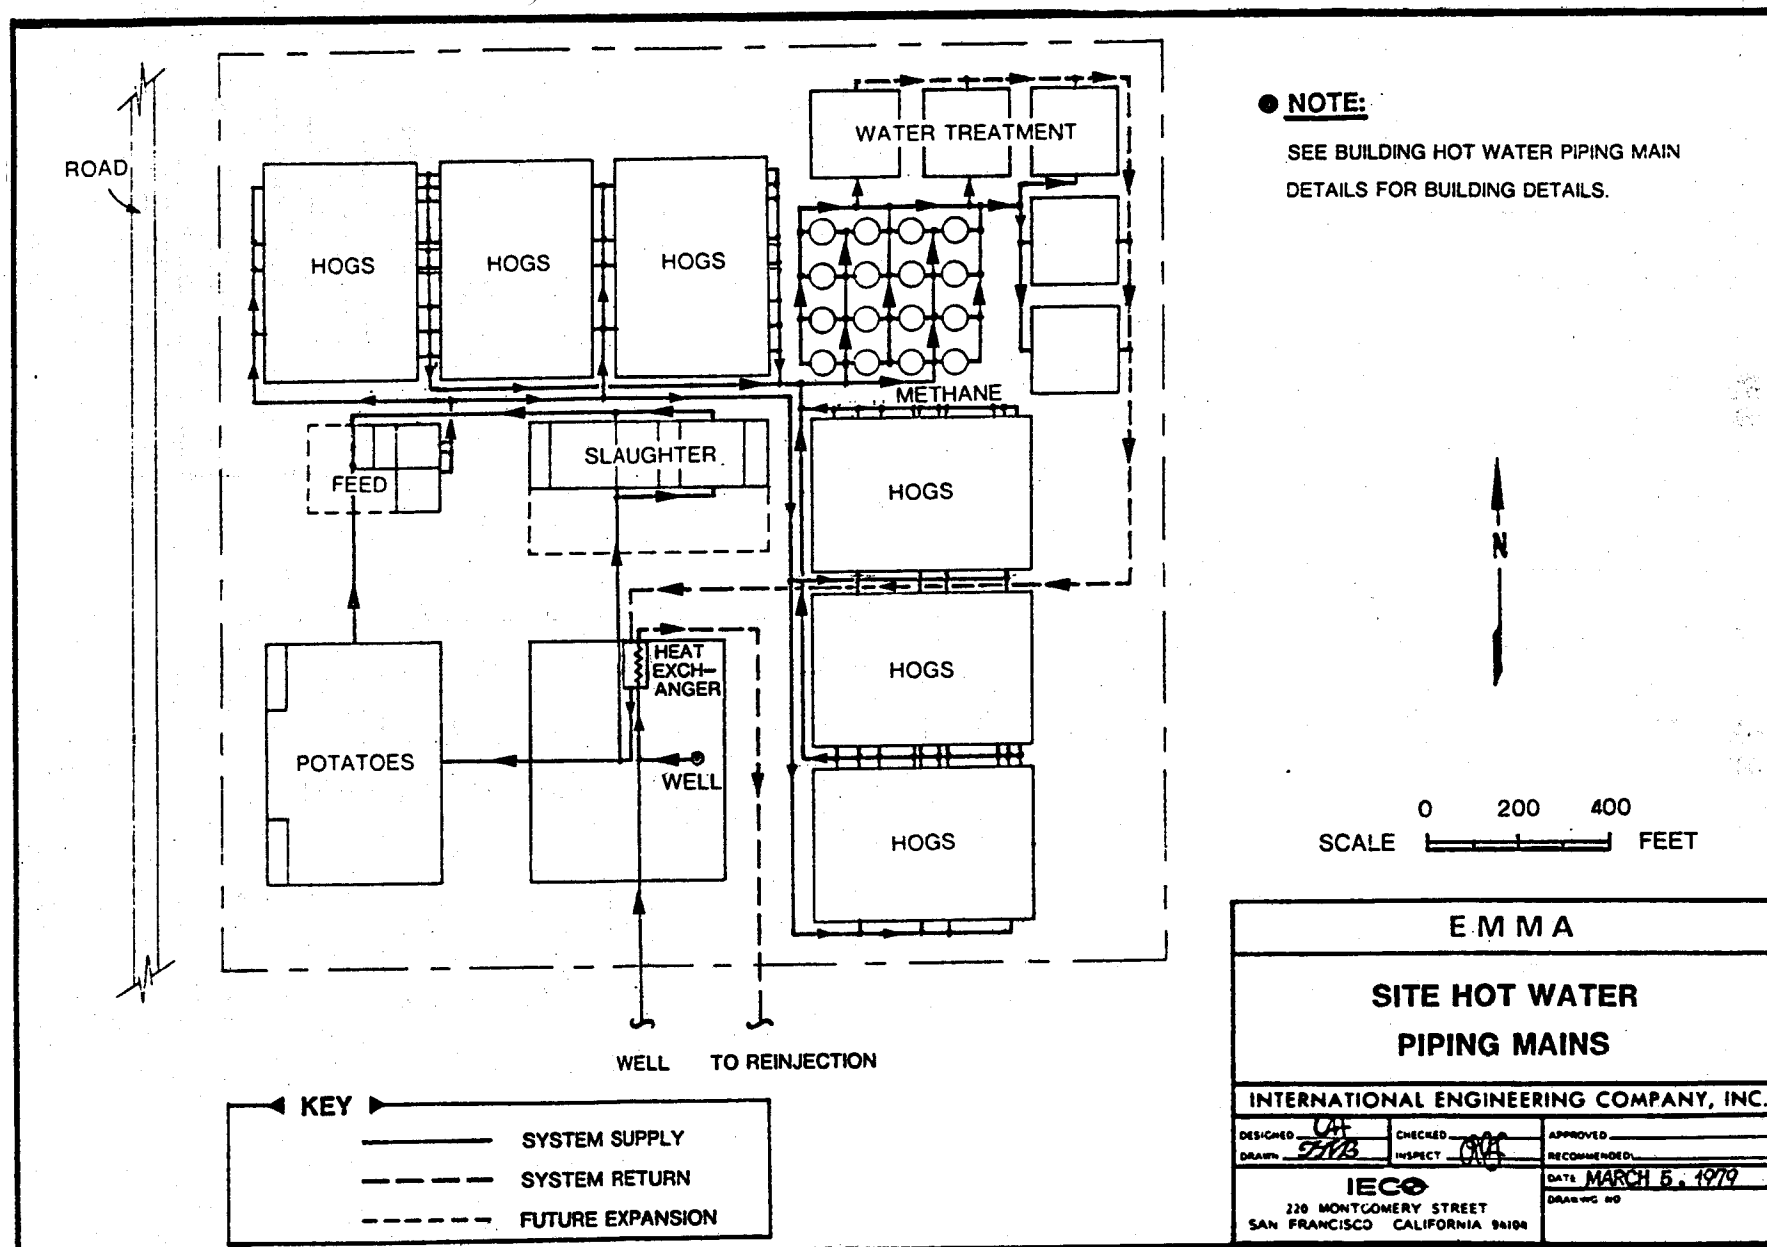 ROAD
HOGS
HOGS
HOGS
WATER TREATMENT
METHANE
FEED
SLAUGHTER
HOGS
HOGS
HOGS
POTATOES
HEAT
EXCH-
ANGER
WELL
WELL
TO REINJECTION
● NOTE:
SEE BUILDING HOT WATER PIPING MAIN
DETAILS FOR BUILDING DETAILS.
N
0 200 400
SCALE FEET
KEY
SYSTEM SUPPLY
SYSTEM RETURN
FUTURE EXPANSION
EMMA
SITE HOT WATER
PIPING MAINS
INTERNATIONAL ENGINEERING COMPANY, INC.
DESIGNED
DRAWN
CHECKED
INSPECT
APPROVED
RECOMMENDED
DATE MARCH 5, 1979
DRAWING NO
IECO
220 MONTGOMERY STREET
SAN FRANCISCO CALIFORNIA 94104